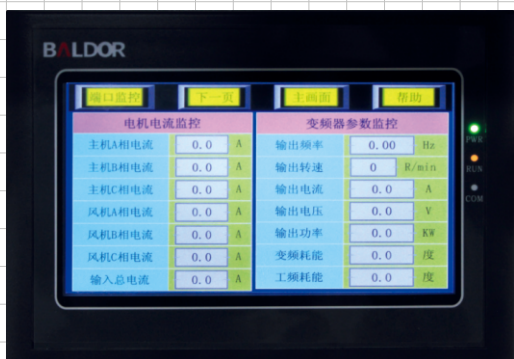 BALDOR
端口监控 下一页 主画面 帮助
电机电流监控 变频器参数监控
主机A相电流 0.0 A 输出频率 0.00 Hz
主机B相电流 0.0 A 输出转速 0 R/min
主机C相电流 0.0 A 输出电流 0.0 A
风机A相电流 0.0 A 输出电压 0.0 V
风机B相电流 0.0 A 输出功率 0.0 KW
风机C相电流 0.0 A 变频耗能 0.0 度
输入总电流 0.0 A 工频耗能 0.0 度
PWR
RUN
COM